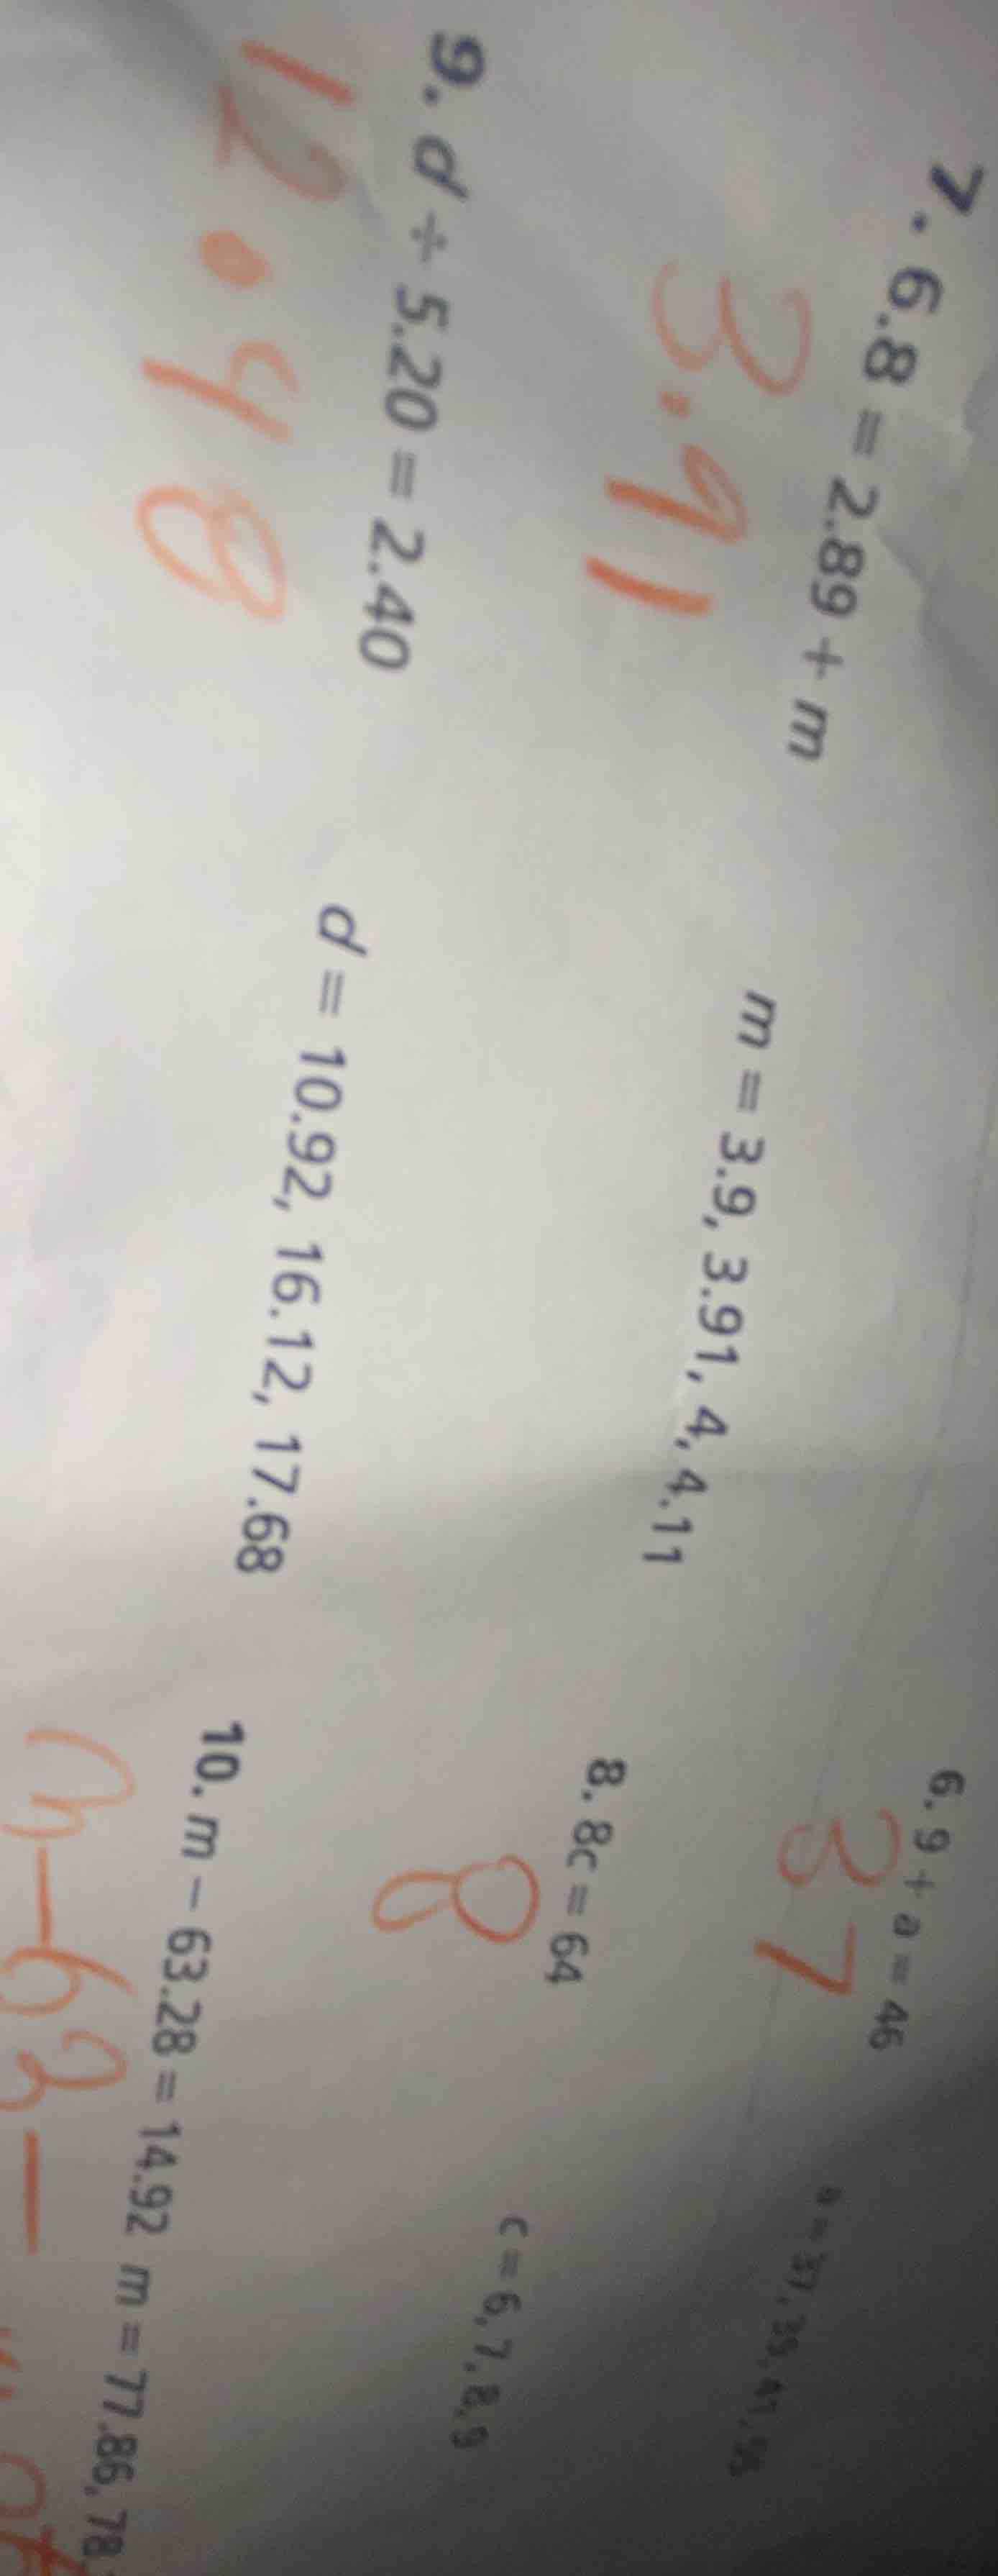 6. 9 + a = 46
37
7. 6.8 = 2.89 + m
m = 3.9, 3.91, 4, 4.11
3.91
8. 8c = 64
c = 6, 7, 8, 9
8
9. d ÷ 5.20 = 2.40
d = 10.92, 16.12, 17.68
12.48
10. m − 63.28 = 14.92
m = 77.86, 78.
m-63-